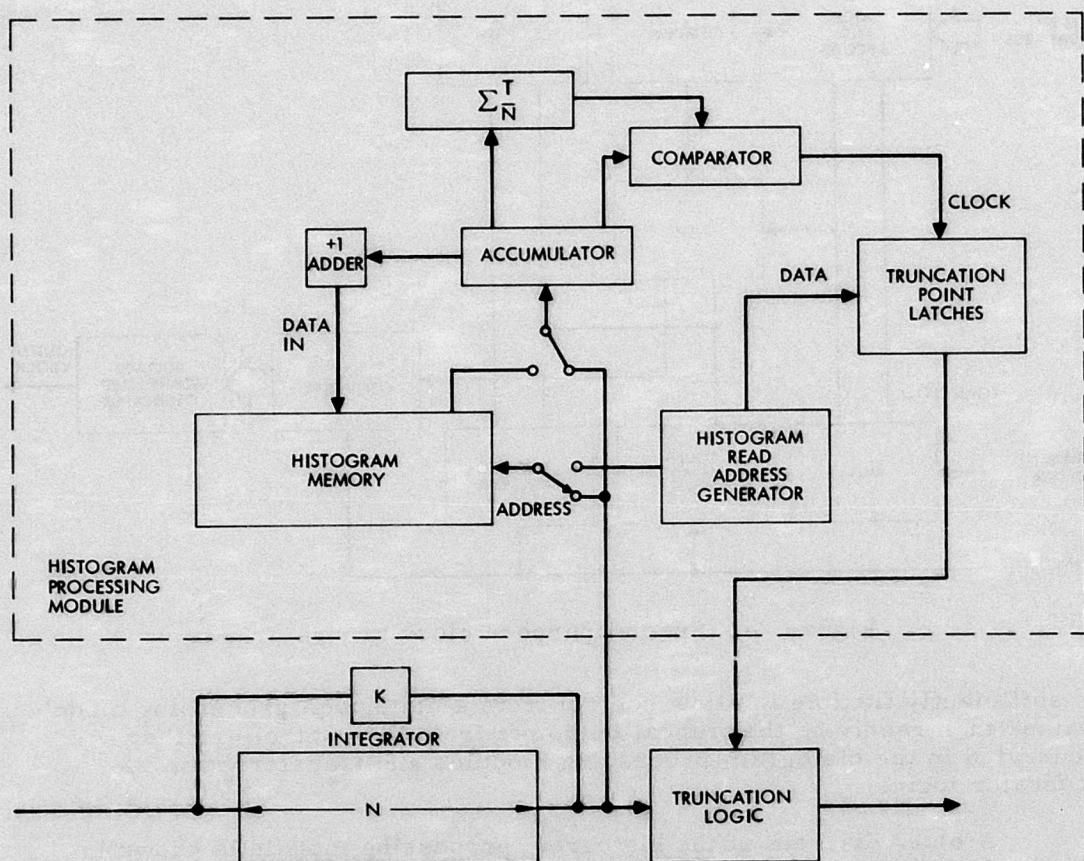 ∑ T
N̅
COMPARATOR
CLOCK
+1
ADDER
ACCUMULATOR
DATA
IN
DATA
TRUNCATION
POINT
LATCHES
HISTOGRAM
MEMORY
ADDRESS
HISTOGRAM
READ
ADDRESS
GENERATOR
HISTOGRAM
PROCESSING
MODULE
K
INTEGRATOR
N
TRUNCATION
LOGIC